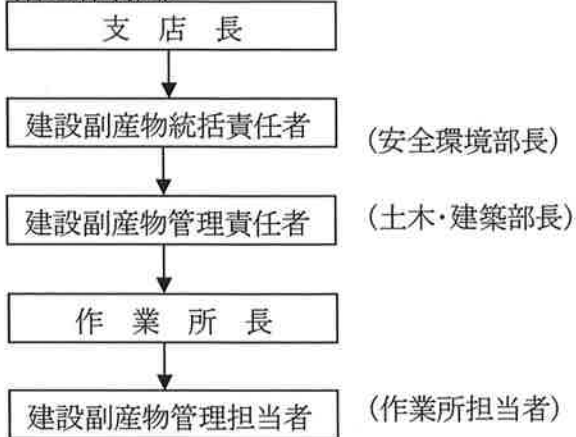 支 店 長
建設副産物統括責任者
(安全環境部長)
建設副産物管理責任者
(土木・建築部長)
作 業 所 長
建設副産物管理担当者
(作業所担当者)